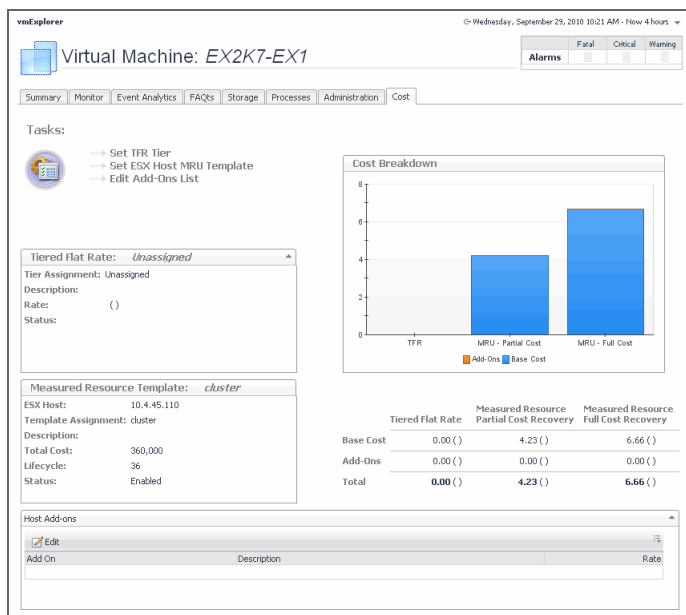 vmExplorer
Wednesday, September 29, 2010 10:21 AM - Now 4 hours
Virtual Machine: EX2K7-EX1
Fatal Critical Warning
Alarms
Summary Monitor Event Analytics FAQts Storage Processes Administration Cost
Tasks:
Set TFR Tier
Set ESX Host MRU Template
Edit Add-Ons List
Cost Breakdown
8
6
4
2
0
TFR MRU - Partial Cost MRU - Full Cost
Add-Ons Base Cost
Tiered Flat Rate: Unassigned
Tier Assignment: Unassigned
Description:
Rate: ( )
Status:
Measured Resource Template: cluster
ESX Host: 10.4.45.110
Template Assignment: cluster
Description:
Total Cost: 360,000
Lifecycle: 36
Status: Enabled
Tiered Flat Rate Measured Resource Partial Cost Recovery Measured Resource Full Cost Recovery
Base Cost 0.00 ( ) 4.23 ( ) 6.66 ( )
Add-Ons 0.00 ( ) 0.00 ( ) 0.00 ( )
Total 0.00 ( ) 4.23 ( ) 6.66 ( )
Host Add-ons
Edit
Add On Description Rate